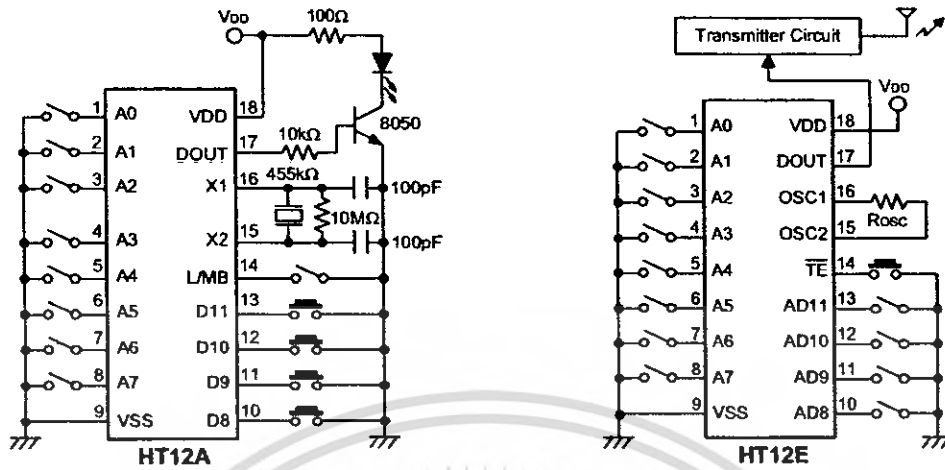 VDD
100Ω
1 A0
2 A1
3 A2
4 A3
5 A4
6 A5
7 A6
8 A7
9 VSS
VDD 18
DOUT 17
X1 16
X2 15
L/MB 14
D11 13
D10 12
D9 11
D8 10
10kΩ
8050
455kΩ
10MΩ
100pF
100pF
HT12A
Transmitter Circuit
VDD
1 A0
2 A1
3 A2
4 A3
5 A4
6 A5
7 A6
8 A7
9 VSS
VDD 18
DOUT 17
OSC1 16
OSC2 15
TE 14
AD11 13
AD10 12
AD9 11
AD8 10
Rosc
HT12E